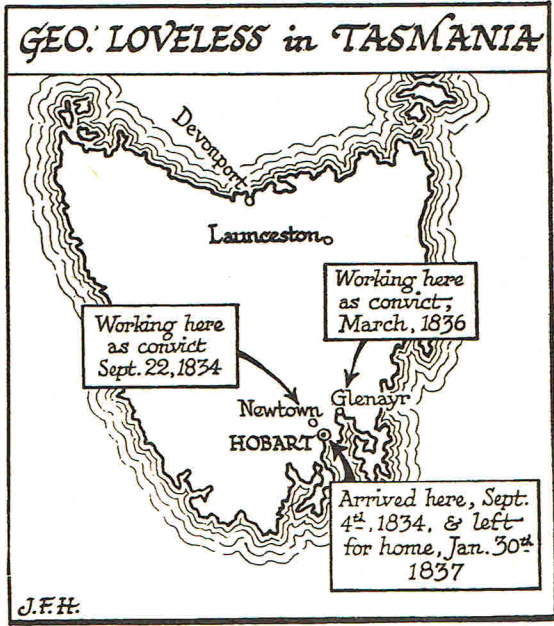 GEO. LOVELESS in TASMANIA
Devonport
Launceston
Working here
as convict,
March, 1836
Working here
as convict
Sept. 22, 1834
Glenayr
Newtown
HOBART
Arrived here, Sept.
4th, 1834, & left
for home, Jan. 30th
1837
J.F.H.